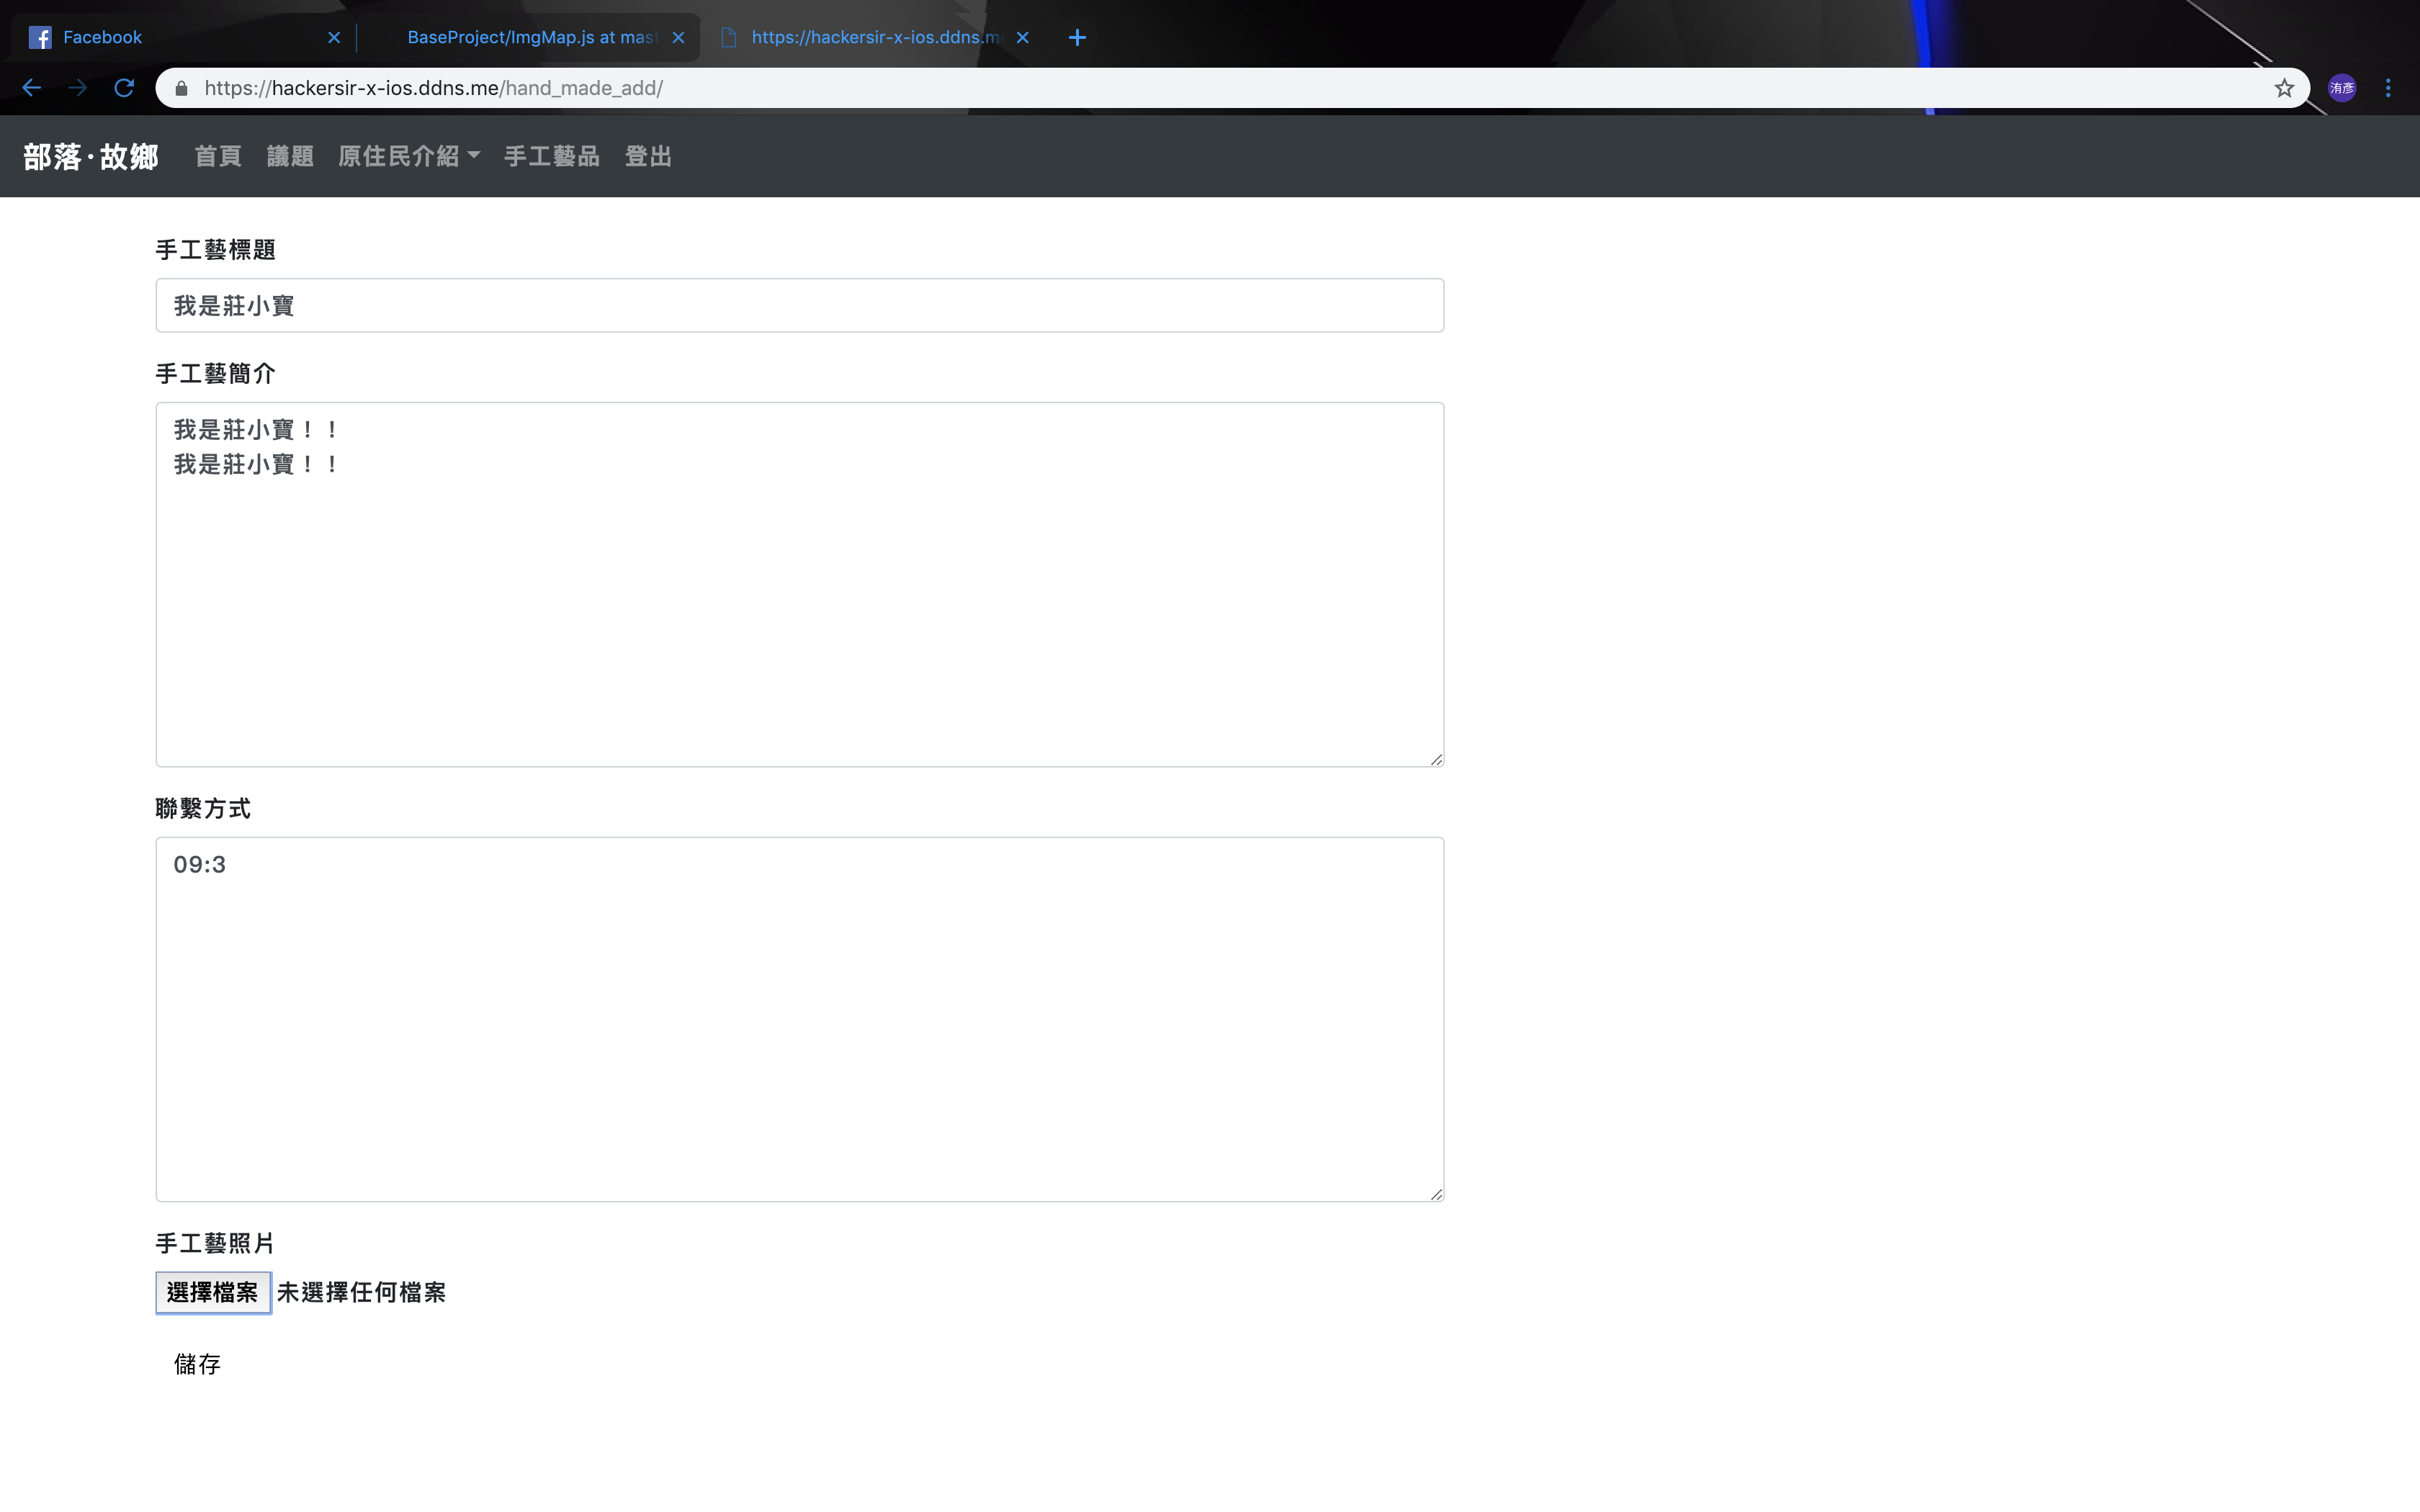 Facebook
BaseProject/ImgMap.js at mast
https://hackersir-x-ios.ddns.m
https://hackersir-x-ios.ddns.me/hand_made_add/
洧彥
部落·故鄉 首頁 議題 原住民介紹 手工藝品 登出
手工藝標題
我是莊小寶
手工藝簡介
我是莊小寶！！
我是莊小寶！！
聯繫方式
09:3
手工藝照片
選擇檔案 未選擇任何檔案
儲存